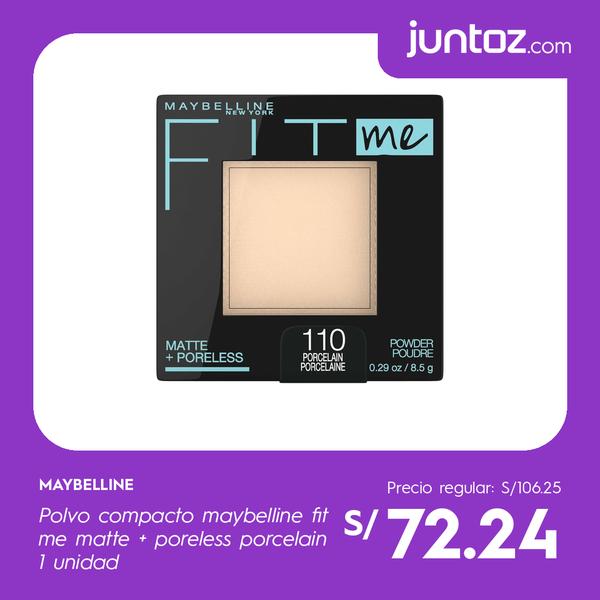 juntoz.com
MAYBELLINE
NEW YORK
FIT me
110
PORCELAIN
PORCELAINE
MATTE
+ PORELESS
POWDER
POUDRE
0.29 oz / 8.5 g
MAYBELLINE
Polvo compacto maybelline fit
me matte + poreless porcelain
1 unidad
Precio regular: S/106.25
S/72.24